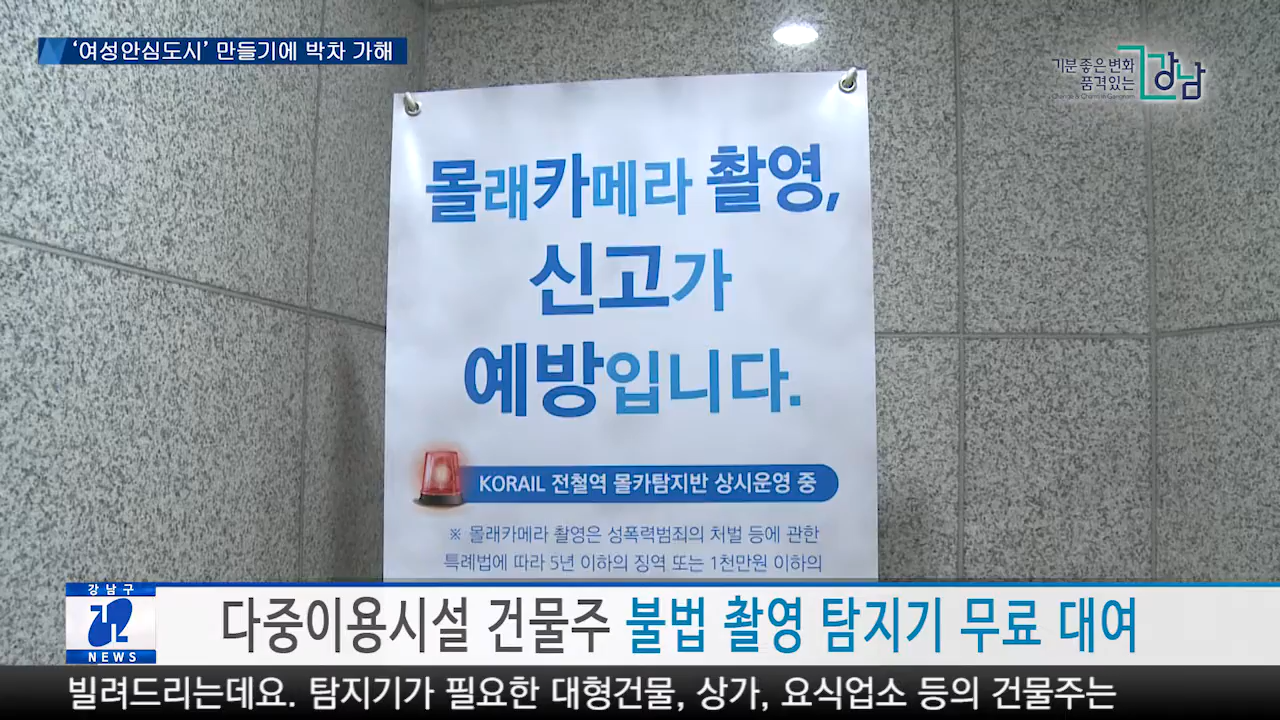 ‘여성안심도시’ 만들기에 박차 가해
기분 좋은 변화
품격있는
강남
몰래카메라 촬영,
신고가
예방입니다.
KORAIL 전철역 몰카탐지반 상시운영 중
※ 몰래카메라 촬영은 성폭력범죄의 처벌 등에 관한
특례법에 따라 5년 이하의 징역 또는 1천만원 이하의
강남구
NEWS
다중이용시설 건물주 불법 촬영 탐지기 무료 대여
빌려드리는데요. 탐지기가 필요한 대형건물, 상가, 요식업소 등의 건물주는